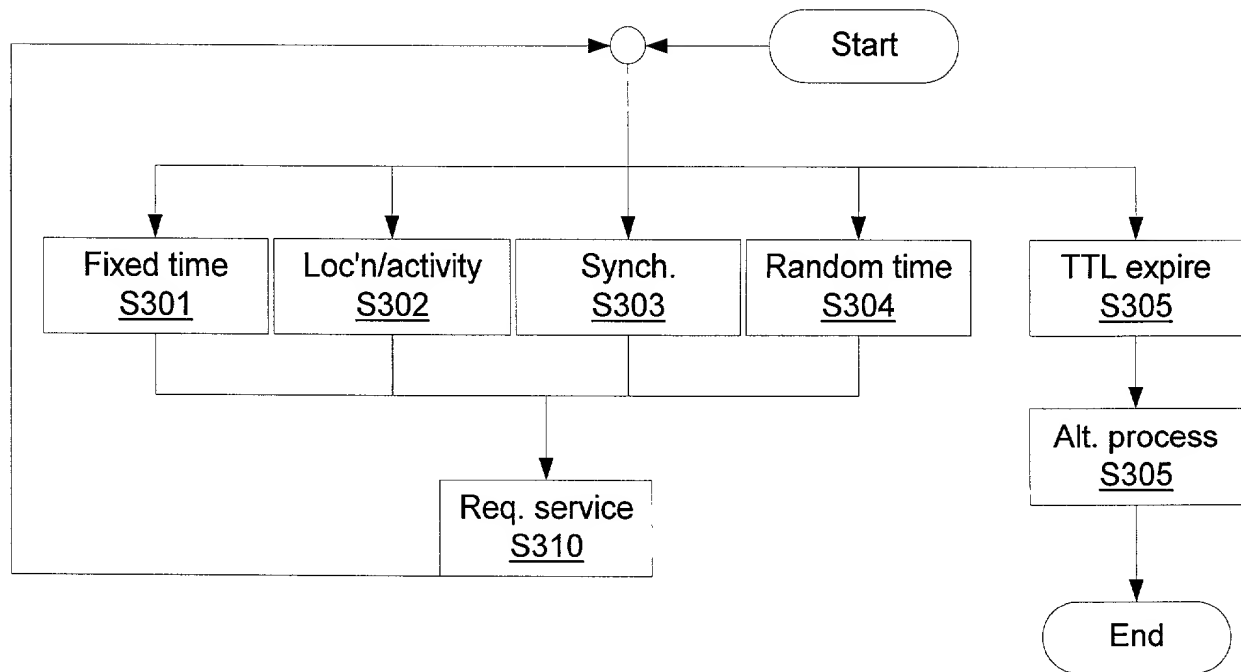 Start
Fixed time
S301
Loc'n/activity
S302
Synch.
S303
Random time
S304
TTL expire
S305
Alt. process
S305
Req. service
S310
End